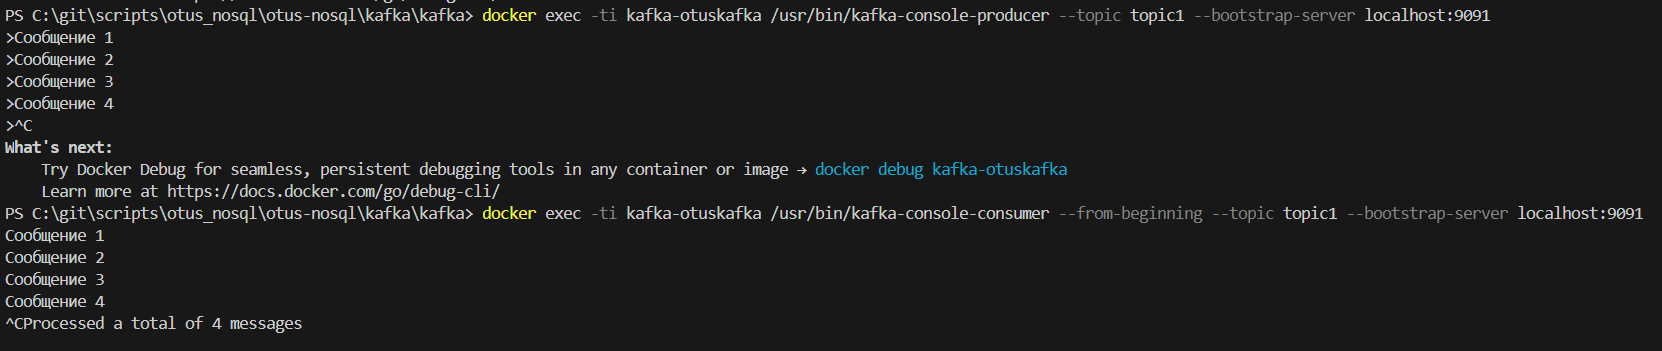 PS C:\git\scripts\otus_nosql\otus-nosql\kafka\kafka> docker exec -ti kafka-otuskafka /usr/bin/kafka-console-producer --topic topic1 --bootstrap-server localhost:9091
>Сообщение 1
>Сообщение 2
>Сообщение 3
>Сообщение 4
>^C
What's next:
    Try Docker Debug for seamless, persistent debugging tools in any container or image → docker debug kafka-otuskafka
    Learn more at https://docs.docker.com/go/debug-cli/
PS C:\git\scripts\otus_nosql\otus-nosql\kafka\kafka> docker exec -ti kafka-otuskafka /usr/bin/kafka-console-consumer --from-beginning --topic topic1 --bootstrap-server localhost:9091
Сообщение 1
Сообщение 2
Сообщение 3
Сообщение 4
^CProcessed a total of 4 messages